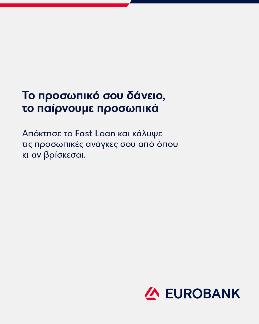 Το προσωπικό σου δάνειο,
το παίρνουμε προσωπικά
Απόκτησε το Fast Loan και κάλυψε
τις προσωπικές ανάγκες σου από όπου
κι αν βρίσκεσαι.
EUROBANK